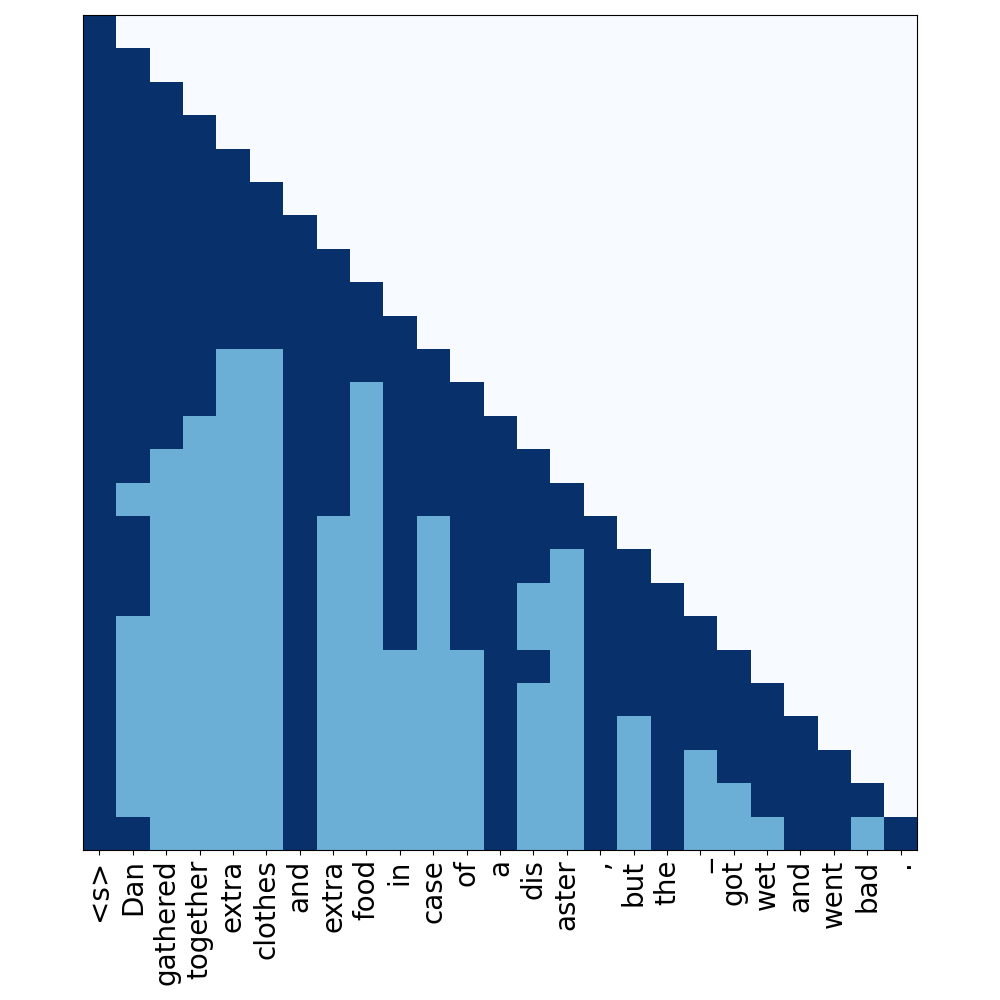 <s> Dan gathered together extra clothes and extra food in case of a dis aster , but the _ got wet and went bad .